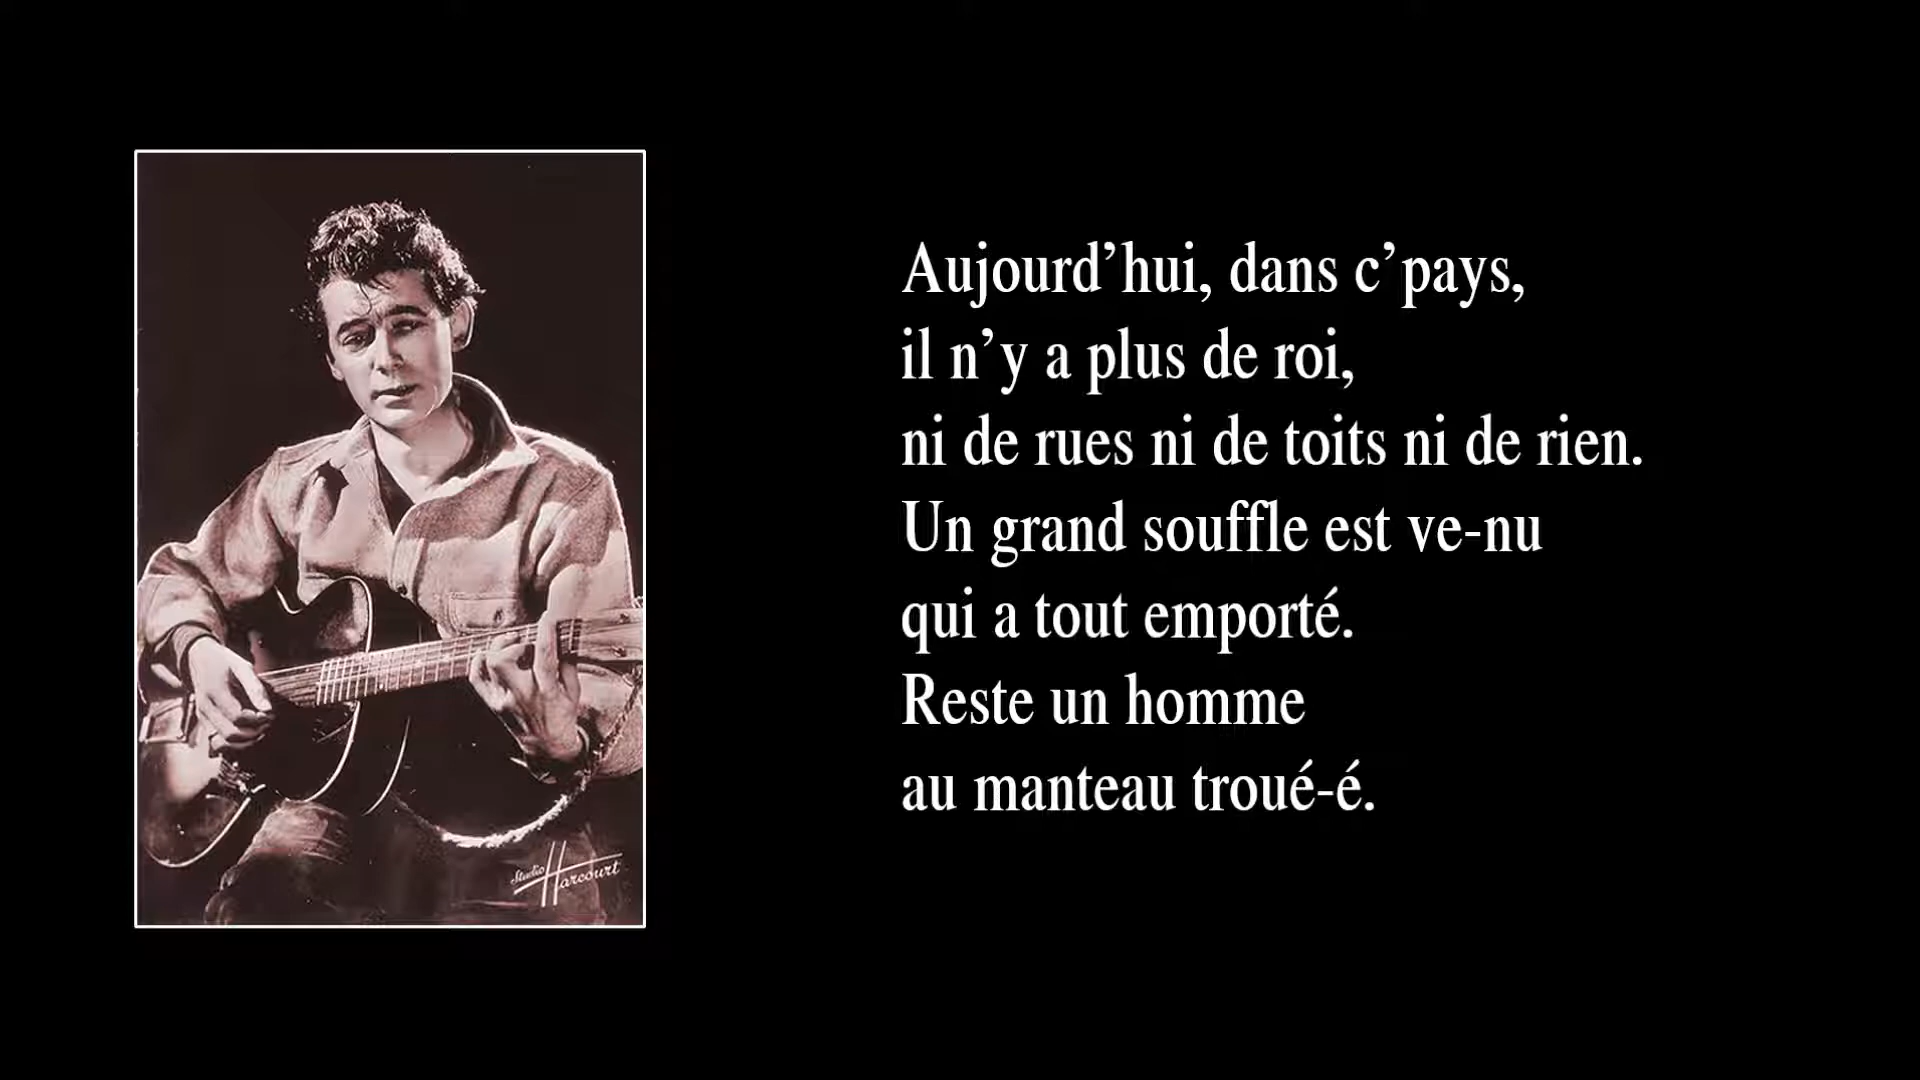 Aujourd’hui, dans c’pays,
il n’y a plus de roi,
ni de rues ni de toits ni de rien.
Un grand souffle est ve-nu
qui a tout emporté.
Reste un homme
au manteau troué-é.
Studio Harcourt